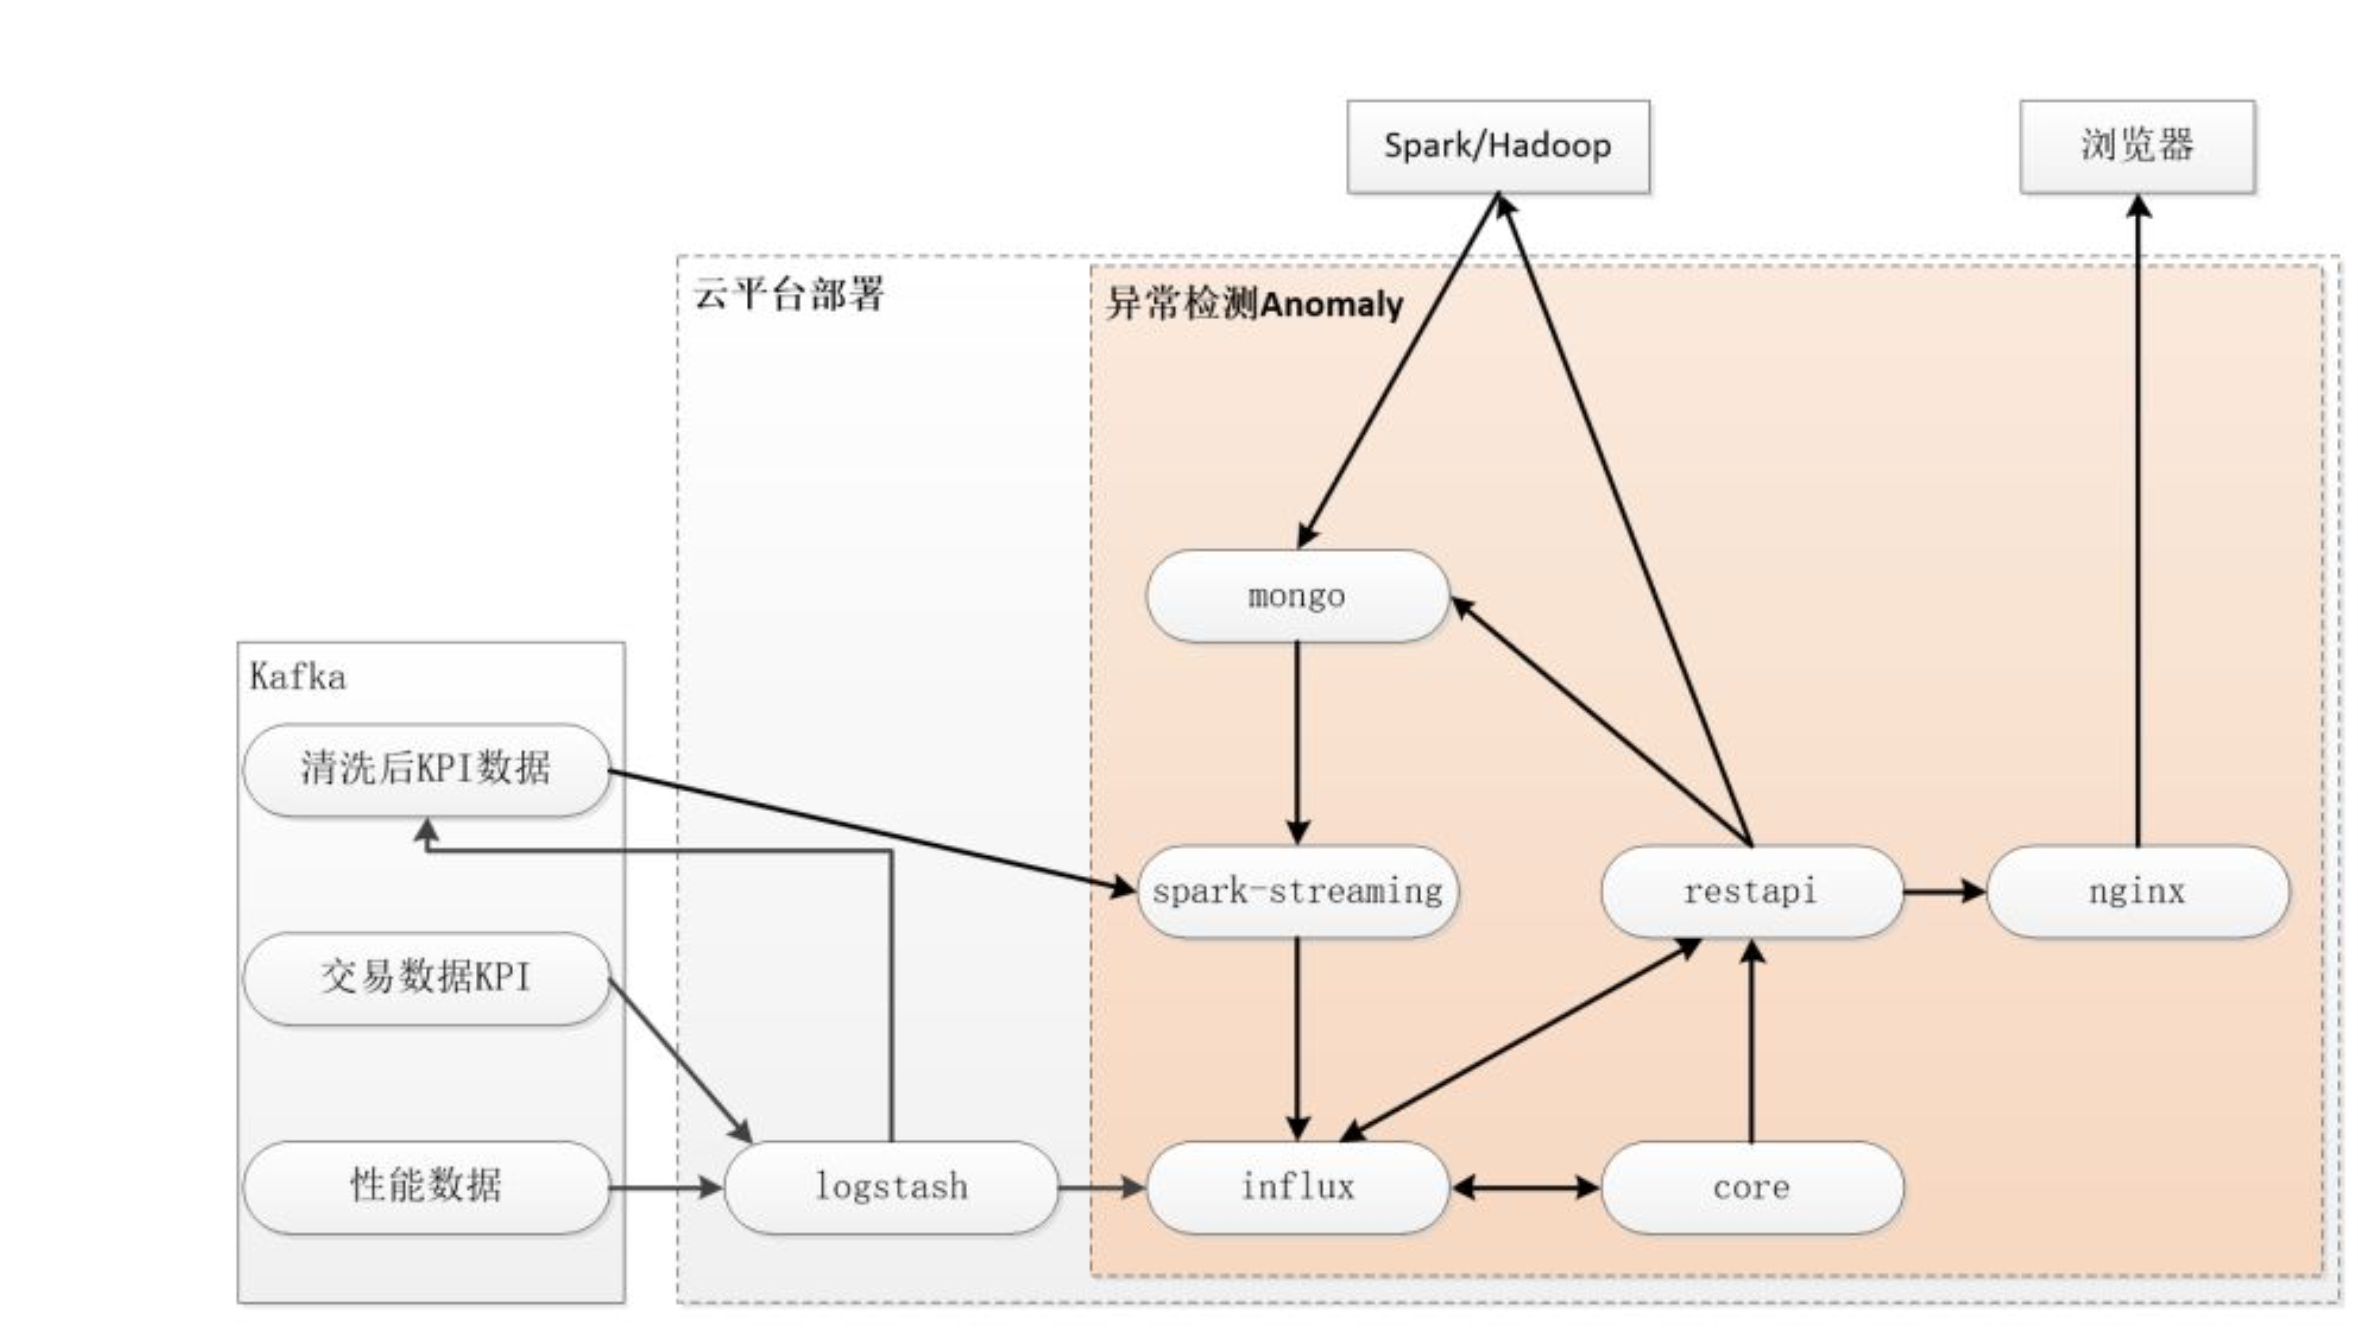 Spark/Hadoop
浏览器
云平台部署
异常检测Anomaly
mongo
Kafka
清洗后KPI数据
spark-streaming
restapi
nginx
交易数据KPI
性能数据
logstash
influx
core